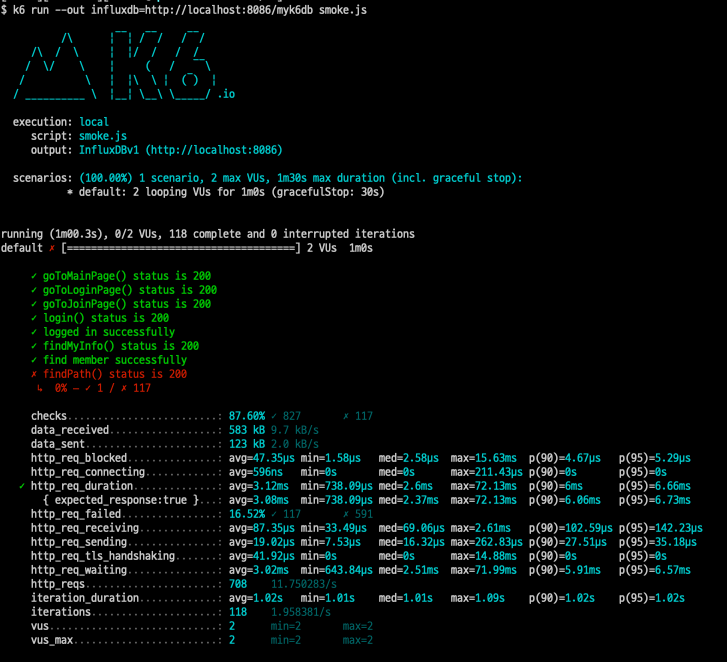 $ k6 run --out influxdb=http://localhost:8086/myk6db smoke.js
.io
execution: local
script: smoke.js
output: InfluxDBv1 (http://localhost:8086)
scenarios: (100.00%) 1 scenario, 2 max VUs, 1m30s max duration (incl. graceful stop):
* default: 2 looping VUs for 1m0s (gracefulStop: 30s)
running (1m00.3s), 0/2 VUs, 118 complete and 0 interrupted iterations
default ✗ [======================================] 2 VUs  1m0s
✓ goToMainPage() status is 200
✓ goToLoginPage() status is 200
✓ goToJoinPage() status is 200
✓ login() status is 200
✓ logged in successfully
✓ findMyInfo() status is 200
✓ find member successfully
✗ findPath() status is 200
↳  0% — ✓ 1 / ✗ 117
checks.........................: 87.60% ✓ 827       ✗ 117
data_received..................: 583 kB 9.7 kB/s
data_sent......................: 123 kB 2.0 kB/s
http_req_blocked...............: avg=47.35µs min=1.58µs   med=2.58µs  max=15.63ms  p(90)=4.67µs   p(95)=5.29µs
http_req_connecting............: avg=596ns   min=0s       med=0s      max=211.43µs p(90)=0s       p(95)=0s
✓ http_req_duration..............: avg=3.12ms  min=738.09µs med=2.6ms   max=72.13ms  p(90)=6ms      p(95)=6.66ms
{ expected_response:true }...: avg=3.08ms  min=738.09µs med=2.37ms  max=72.13ms  p(90)=6.06ms   p(95)=6.73ms
http_req_failed................: 16.52% ✓ 117       ✗ 591
http_req_receiving.............: avg=87.35µs min=33.49µs  med=69.06µs max=2.61ms   p(90)=102.59µs p(95)=142.23µs
http_req_sending...............: avg=19.02µs min=7.53µs   med=16.32µs max=262.83µs p(90)=27.51µs  p(95)=35.18µs
http_req_tls_handshaking.......: avg=41.92µs min=0s       med=0s      max=14.88ms  p(90)=0s       p(95)=0s
http_req_waiting...............: avg=3.02ms  min=643.84µs med=2.51ms  max=71.99ms  p(90)=5.91ms   p(95)=6.57ms
http_reqs......................: 708    11.750283/s
iteration_duration.............: avg=1.02s   min=1.01s    med=1.01s   max=1.09s    p(90)=1.02s    p(95)=1.02s
iterations.....................: 118    1.958381/s
vus............................: 2      min=2       max=2
vus_max........................: 2      min=2       max=2